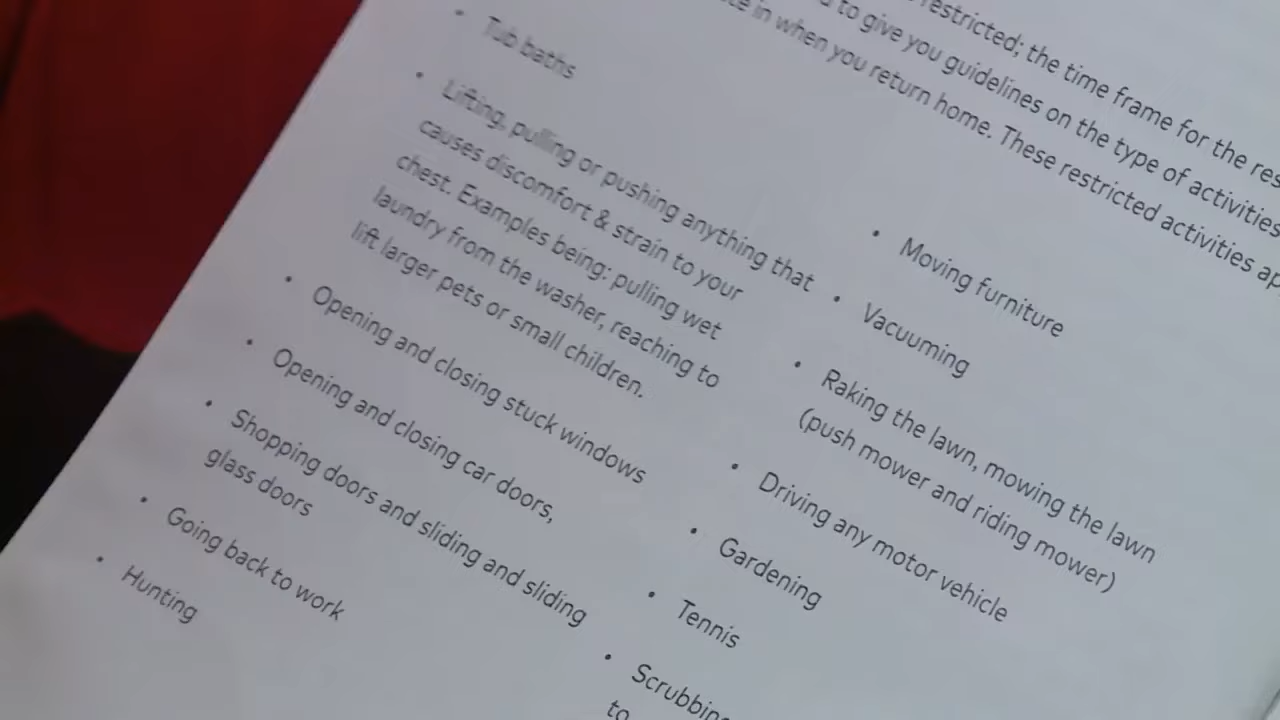 restricted; the time frame for the
to give you guidelines on the type of activities
in when you return home. These restricted activities
• Tub baths
• Lifting, pulling or pushing anything that
causes discomfort & strain to your
chest. Examples being: pulling wet
laundry from the washer, reaching to
lift larger pets or small children.
• Opening and closing stuck windows
• Opening and closing car doors,
• Shopping doors and sliding and sliding
glass doors
• Going back to work
• Hunting
• Moving furniture
• Vacuuming
• Raking the lawn, mowing the lawn
(push mower and riding mower)
• Driving any motor vehicle
• Gardening
• Tennis
• Scrubbing
to